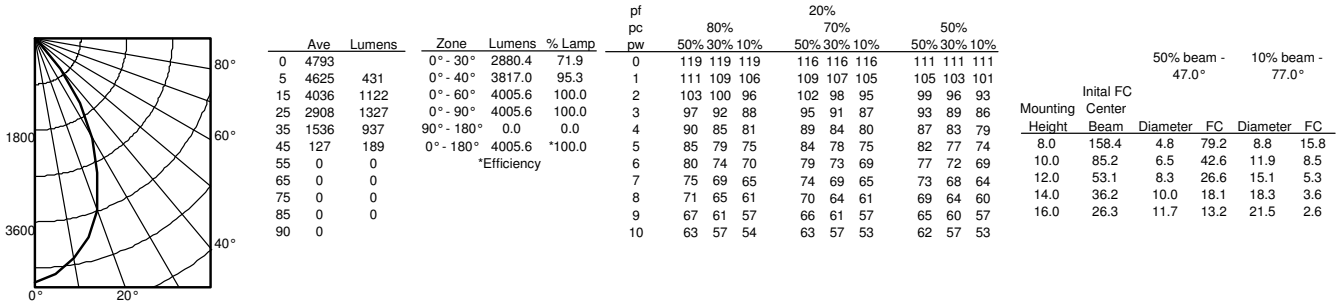 80°
1800
60°
3600
40°
0° 20°
Ave Lumens
0 4793
5 4625 431
15 4036 1122
25 2908 1327
35 1536 937
45 127 189
55 0 0
65 0 0
75 0 0
85 0 0
90 0
Zone Lumens % Lamp
0° - 30° 2880.4 71.9
0° - 40° 3817.0 95.3
0° - 60° 4005.6 100.0
0° - 90° 4005.6 100.0
90° - 180° 0.0 0.0
0° - 180° 4005.6 *100.0
*Efficiency
pf 20%
pc 80% 70% 50%
pw 50% 30% 10% 50% 30% 10% 50% 30% 10%
0 119 119 119 116 116 116 111 111 111
1 111 109 106 109 107 105 105 103 101
2 103 100 96 102 98 95 99 96 93
3 97 92 88 95 91 87 93 89 86
4 90 85 81 89 84 80 87 83 79
5 85 79 75 84 78 75 82 77 74
6 80 74 70 79 73 69 77 72 69
7 75 69 65 74 69 65 73 68 64
8 71 65 61 70 64 61 69 64 60
9 67 61 57 66 61 57 65 60 57
10 63 57 54 63 57 53 62 57 53
50% beam - 10% beam -
47.0° 77.0°
Inital FC
Mounting Center
Height Beam Diameter FC Diameter FC
8.0 158.4 4.8 79.2 8.8 15.8
10.0 85.2 6.5 42.6 11.9 8.5
12.0 53.1 8.3 26.6 15.1 5.3
14.0 36.2 10.0 18.1 18.3 3.6
16.0 26.3 11.7 13.2 21.5 2.6